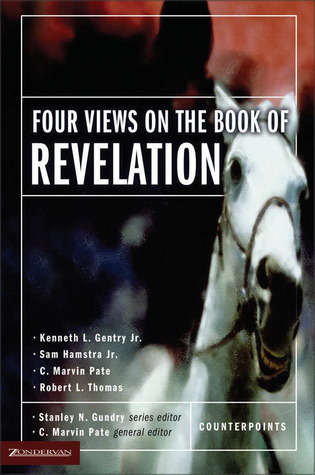 FOUR VIEWS ON THE BOOK OF
REVELATION
· Kenneth L. Gentry Jr.
· Sam Hamstra Jr.
· C. Marvin Pate
· Robert L. Thomas
· Stanley N. Gundry series editor
· C. Marvin Pate general editor
COUNTERPOINTS
ZONDERVAN